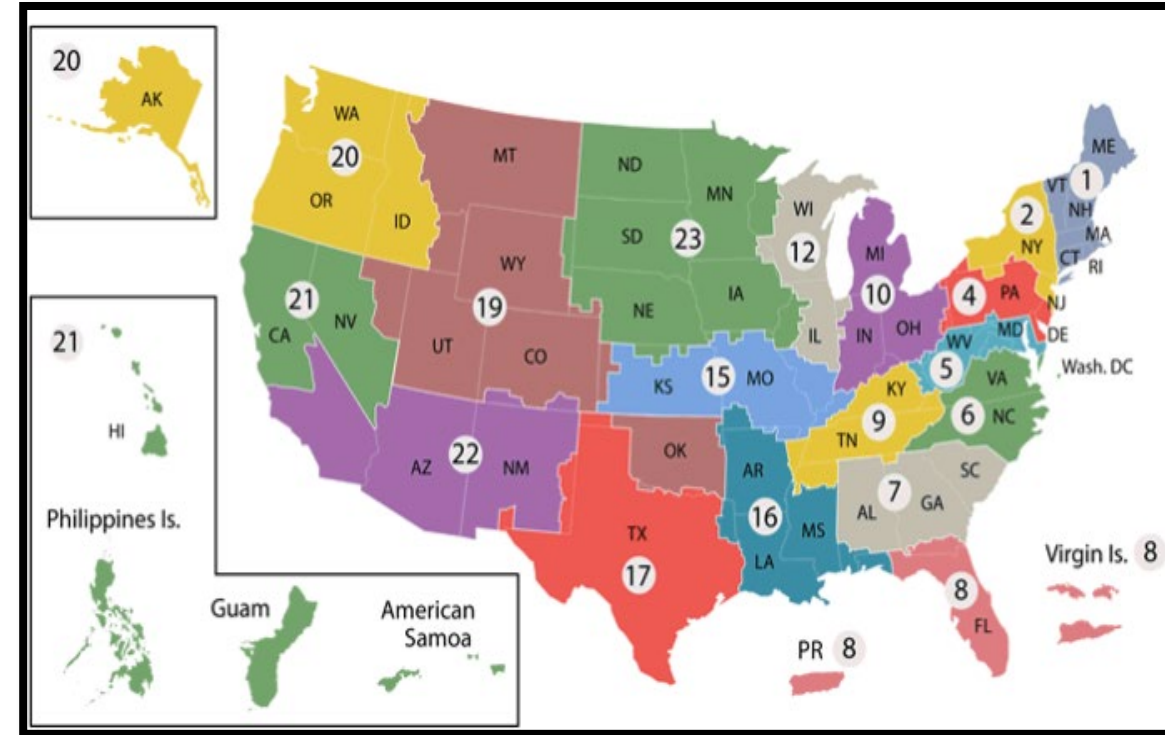 20
AK
WA
20
OR
ID
MT
ND
MN
WI
ME
VT
1
NH
MA
CT
RI
2
NY
SD
23
12
MI
WY
10
4
PA
NJ
21
NV
CA
19
NE
IA
IL
IN
OH
WV
MD
DE
Wash. DC
UT
CO
KS
15
MO
5
KY
VA
21
HI
AZ
22
NM
OK
AR
TN
9
6
NC
SC
7
AL
GA
16
MS
LA
TX
17
Philippines Is.
Guam
American
Samoa
Virgin Is. 8
8
FL
PR 8